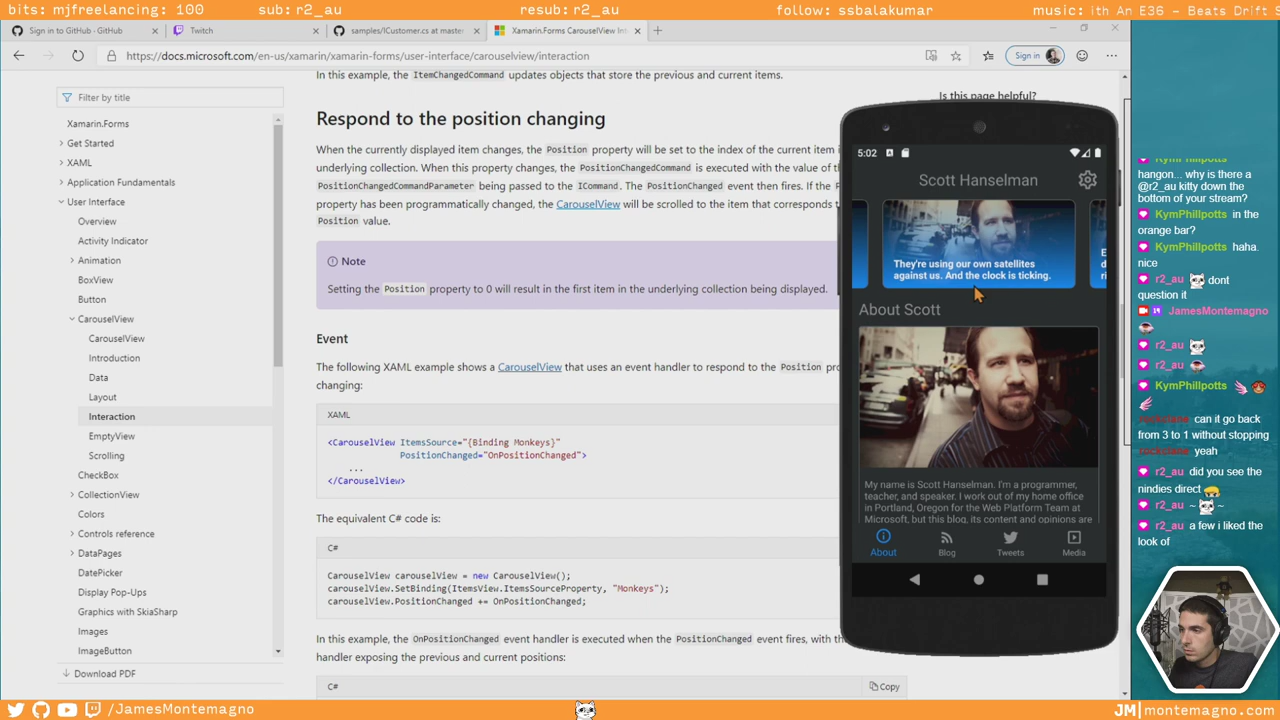 bits: mjfreelancing: 100
sub: r2_au
resub: r2_au
follow: ssbalakumar
music: ith An E36 - Beats Drift S
Sign in to GitHub · GitHub
Twitch
samples/ICustomer.cs at master
Xamarin.Forms CarouselView Int
https://docs.microsoft.com/en-us/xamarin/xamarin-forms/user-interface/carouselview/interaction
Sign in
Filter by title
Xamarin.Forms
Get Started
XAML
Application Fundamentals
User Interface
Overview
Activity Indicator
Animation
BoxView
Button
CarouselView
CarouselView
Introduction
Data
Layout
Interaction
EmptyView
Scrolling
CheckBox
CollectionView
Colors
Controls reference
DataPages
DatePicker
Display Pop-Ups
Graphics with SkiaSharp
Images
ImageButton
Download PDF
In this example, the ItemChangedCommand updates objects that store the previous and current items.
Is this page helpful?
Respond to the position changing
When the currently displayed item changes, the Position property will be set to the index of the current item i
underlying collection. When this property changes, the PositionChangedCommand is executed with the value of th
PositionChangedCommandParameter being passed to the ICommand. The PositionChanged event then fires. If the P
property has been programmatically changed, the CarouselView will be scrolled to the item that corresponds t
Position value.
Note
Setting the Position property to 0 will result in the first item in the underlying collection being displayed.
Event
The following XAML example shows a CarouselView that uses an event handler to respond to the Position pro
changing:
XAML
<CarouselView ItemsSource="{Binding Monkeys}"
PositionChanged="OnPositionChanged">
...
</CarouselView>
The equivalent C# code is:
C#
CarouselView carouselView = new CarouselView();
carouselView.SetBinding(ItemsView.ItemsSourceProperty, "Monkeys");
carouselView.PositionChanged += OnPositionChanged;
In this example, the OnPositionChanged event handler is executed when the PositionChanged event fires, with th
handler exposing the previous and current positions:
C#
Copy
5:02
Scott Hanselman
They're using our own satellites
against us. And the clock is ticking.
E
d
ri
About Scott
My name is Scott Hanselman. I'm a programmer,
teacher, and speaker. I work out of my home office
in Portland, Oregon for the Web Platform Team at
Microsoft, but this blog, its content and opinions are
About
Blog
Tweets
Media
KymPhillpotts
hangon... why is there a
@r2_au kitty down the
bottom of your stream?
KymPhillpotts in the
orange bar?
KymPhillpotts haha.
nice
r2_au dont
question it
JamesMontemagno
r2_au
r2_au
KymPhillpotts
can it go back
from 3 to 1 without stopping
yeah
r2_au did you see the
nindies direct
r2_au ~ ~
r2_au a few i liked the
look of
/JamesMontemagno
JM montemagno.com